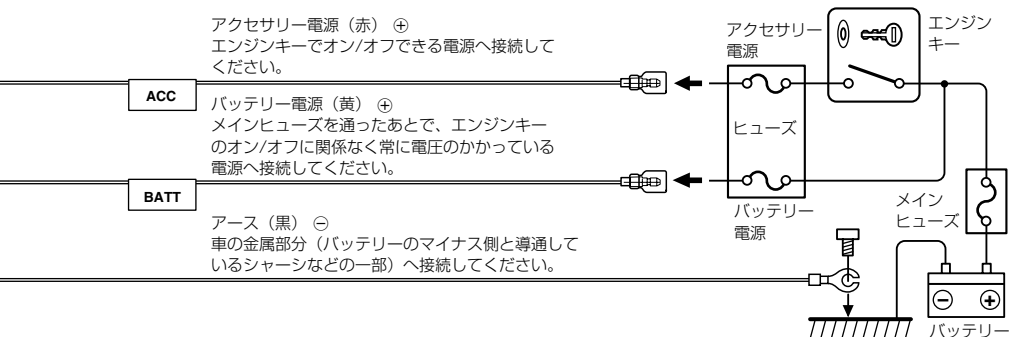 アクセサリー電源（赤） ⊕
エンジンキーでオン/オフできる電源へ接続して
ください。
ACC
バッテリー電源（黄） ⊕
メインヒューズを通ったあとで、エンジンキー
のオン/オフに関係なく常に電圧のかかっている
電源へ接続してください。
BATT
アース（黒） ⊖
車の金属部分（バッテリーのマイナス側と導通して
いるシャーシなどの一部）へ接続してください。
アクセサリー
電源
エンジン
キー
ヒューズ
バッテリー
電源
メイン
ヒューズ
⊖ ⊕
バッテリー